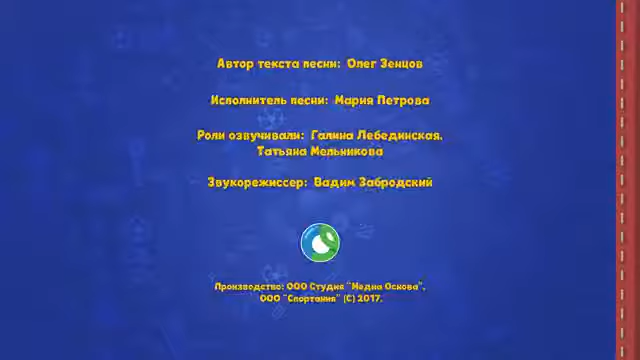 Автор текста песни: Олег Зенцов
Исполнитель песни: Мария Петрова
Роли озвучивали: Галина Лебединская.
Татьяна Мельникова
Звукорежиссер: Вадим Забродский
Производство: ООО Студия "Медиа Основа".
ООО "Спортания" (С) 2017.